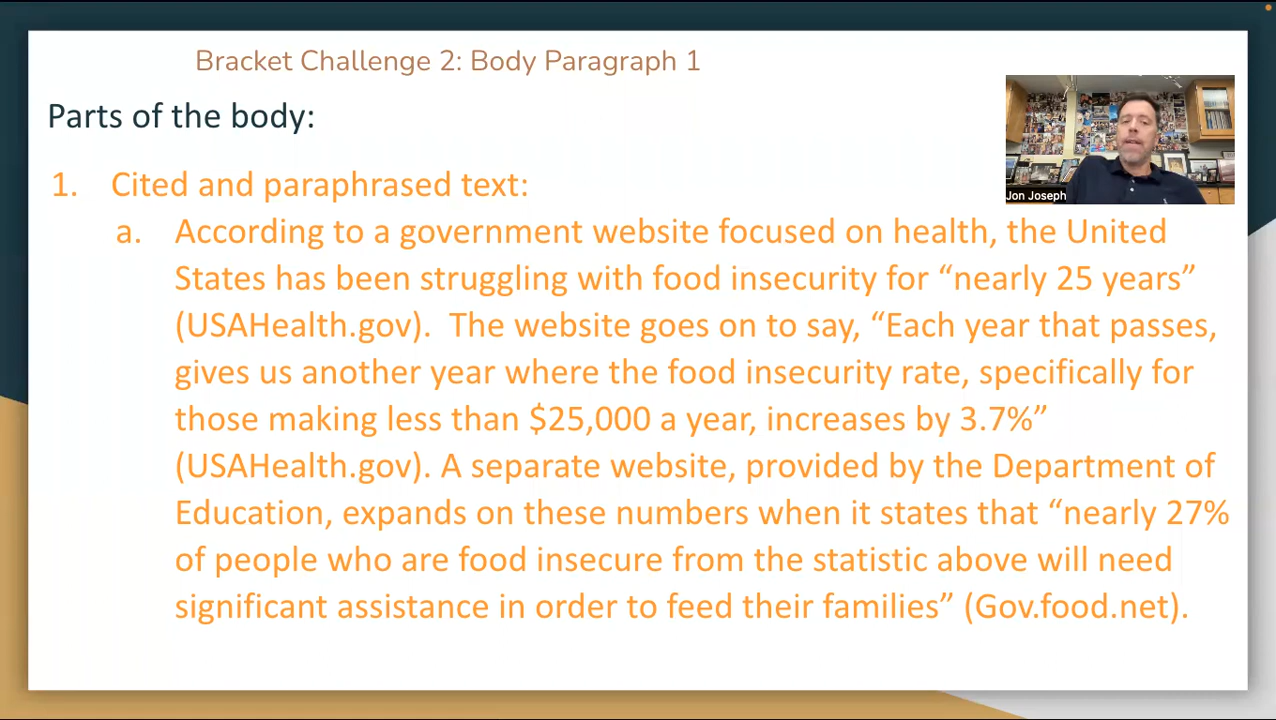 Bracket Challenge 2: Body Paragraph 1
Parts of the body:
Jon Joseph
1. Cited and paraphrased text:
a. According to a government website focused on health, the United
States has been struggling with food insecurity for “nearly 25 years”
(USAHealth.gov). The website goes on to say, “Each year that passes,
gives us another year where the food insecurity rate, specifically for
those making less than $25,000 a year, increases by 3.7%”
(USAHealth.gov). A separate website, provided by the Department of
Education, expands on these numbers when it states that “nearly 27%
of people who are food insecure from the statistic above will need
significant assistance in order to feed their families” (Gov.food.net).